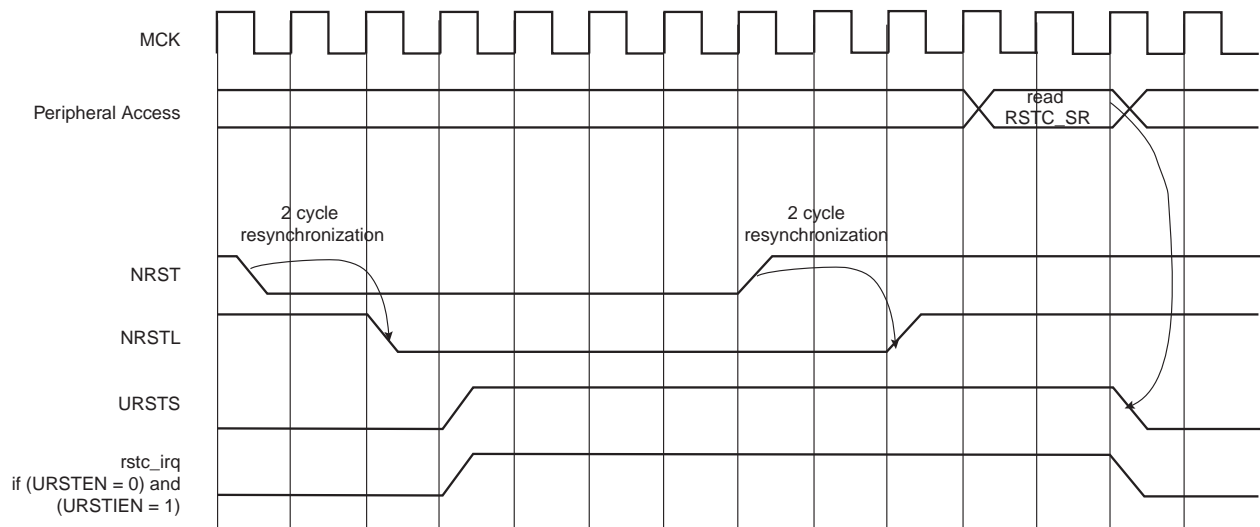 MCK
Peripheral Access
read
RSTC_SR
2 cycle
resynchronization
2 cycle
resynchronization
NRST
NRSTL
URSTS
rstc_irq
if (URSTEN = 0) and
(URSTIEN = 1)